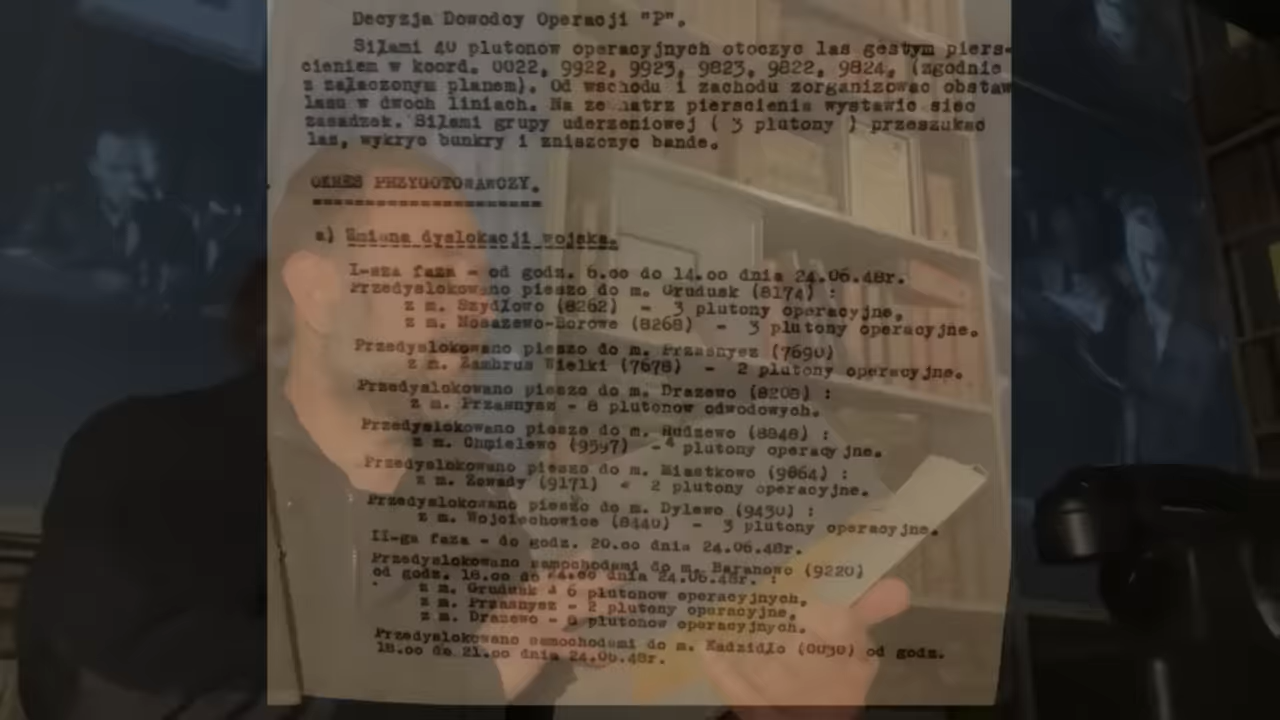 Decyzja Dowodcy Operacji "P".
Siłami 40 plutonow operacyjnych otoczyc las gestym piers-
cieniem w koord. 0022, 9922, 9923, 9823, 9822, 9824, (zgodnie
z załaczonym planem). Od wschodu i zachodu zorganizowac obstaw
lasu w dwoch liniach. Na zewnatrz pierscienia wystawic siec
zasadzek. Siłami grupy uderzeniowej ( 3 plutony ) przeszukac
las, wykryc bunkry i zniszczyc bande.
OKRES PRZYGOTOWAWCZY.
=====================
a) Zmiana dyslokacji wojska.
I-sza faza - od godz. 6.oo do 14.oo dnia 24.06.48r.
Przedyslokowano pieszo do m. Grudusk (8174) :
z m. Szydłowo (8262) - 3 plutony operacyjne,
z m. Nosazewo-Borowe (8268) - 3 plutony operacyjne.
Przedyslokowano pieszo do m. Przasnysz (7690)
z m. Zambrus Wielki (7678) - 2 plutony operacyjne.
Przedyslokowano pieszo do m. Drazewo (8208) :
z m. Przasnysz - 8 plutonow odwodowych.
Przedyslokowano pieszo do m. Rudzewo (8848) :
z m. Chmielewo (9597) - 4 plutony operacyjne.
Przedyslokowano pieszo do m. Miastkowo (9864) :
z m. Zawady (9171) - 2 plutony operacyjne.
Przedyslokowano pieszo do m. Dylewo (9430) :
z m. Wojciechowice (8440) - 3 plutony operacyjne.
II-ga faza - do godz. 20.oo dnia 24.06.48r.
Przedyslokowano samochodami do m. Baranowo (9220)
od godz. 18.oo do dnia 24.06.48r. :
z m. Grudusk - 6 plutonow operacyjnych,
z m. Przasnysz - 2 plutony operacyjne,
z m. Drazewo - 8 plutonow operacyjnych.
Przedyslokowano samochodami do m. Kadzidło (0030) od godz.
18.oo do 21.oo dnia 24.06.48r.